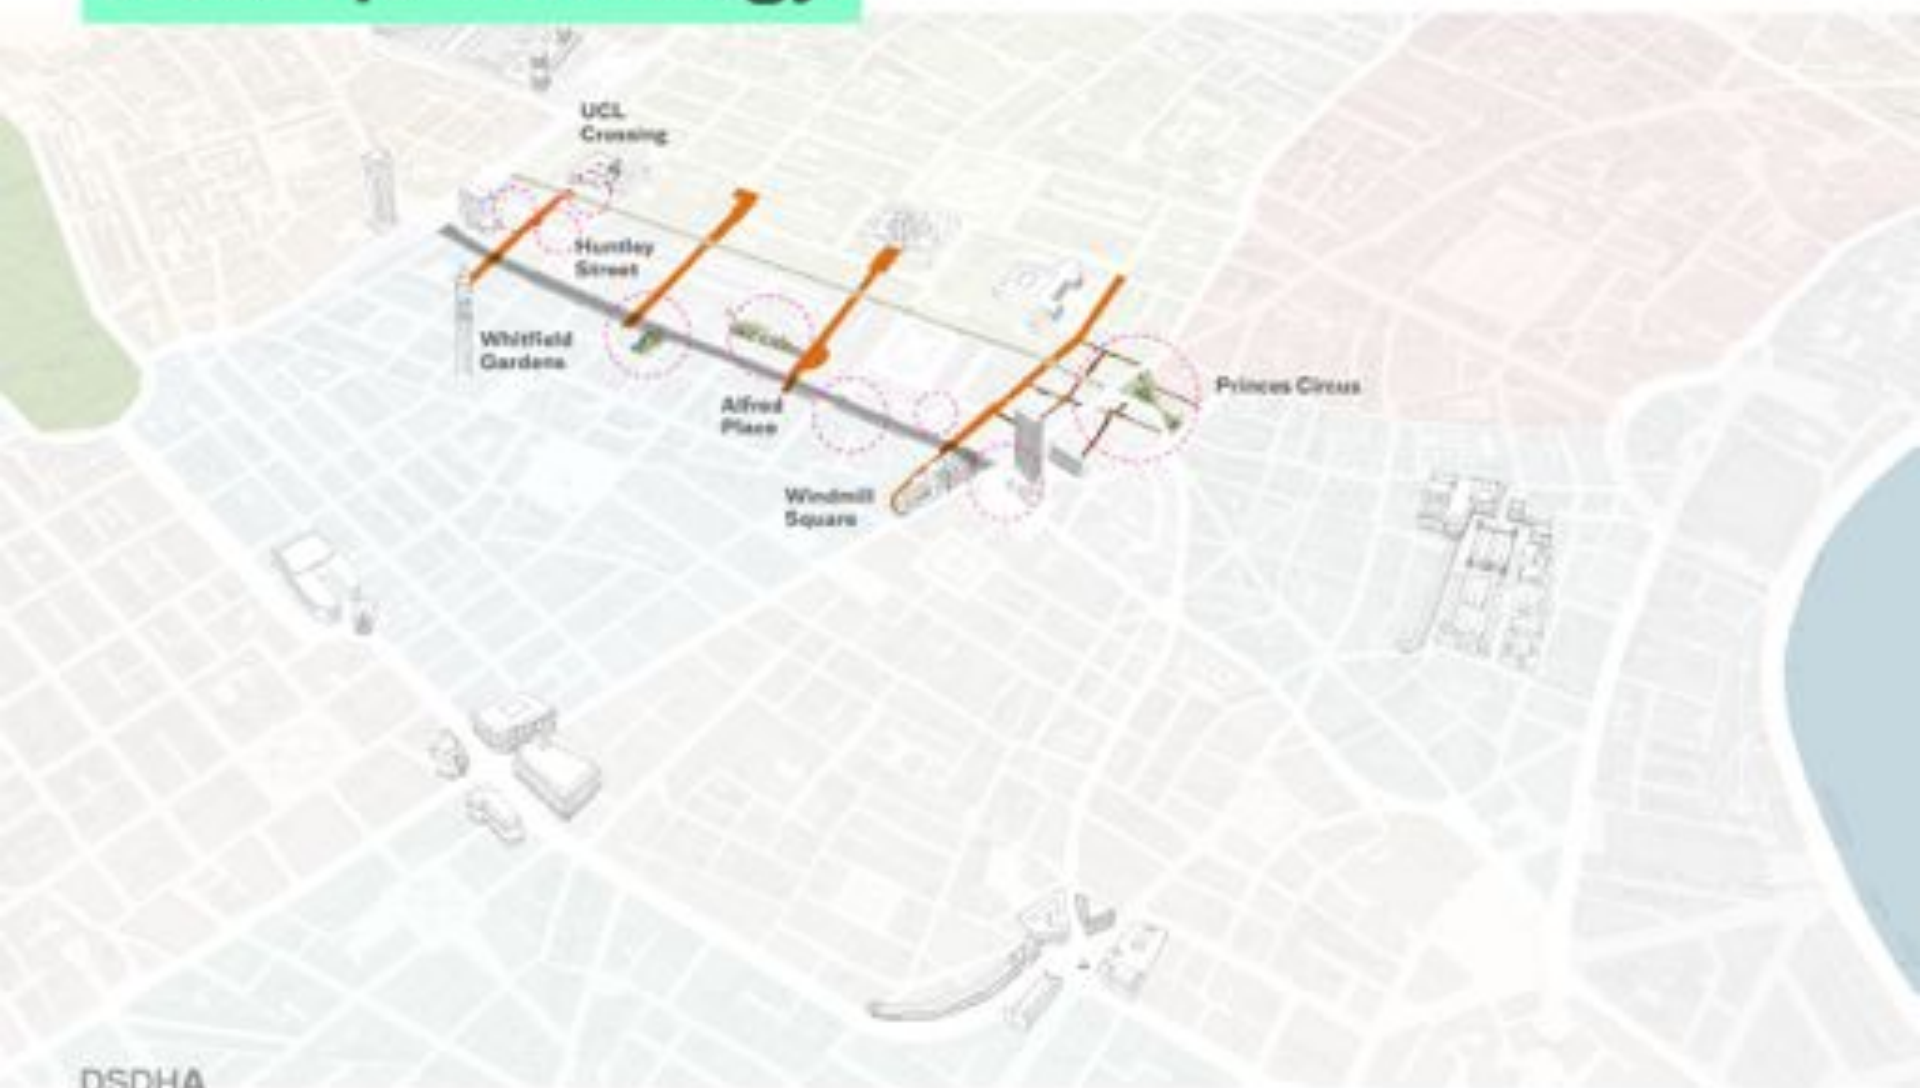 UCL
Crossing
Huntley
Street
Whitfield
Gardens
Princes Circus
Alfred
Place
Windmill
Square
DSDHA